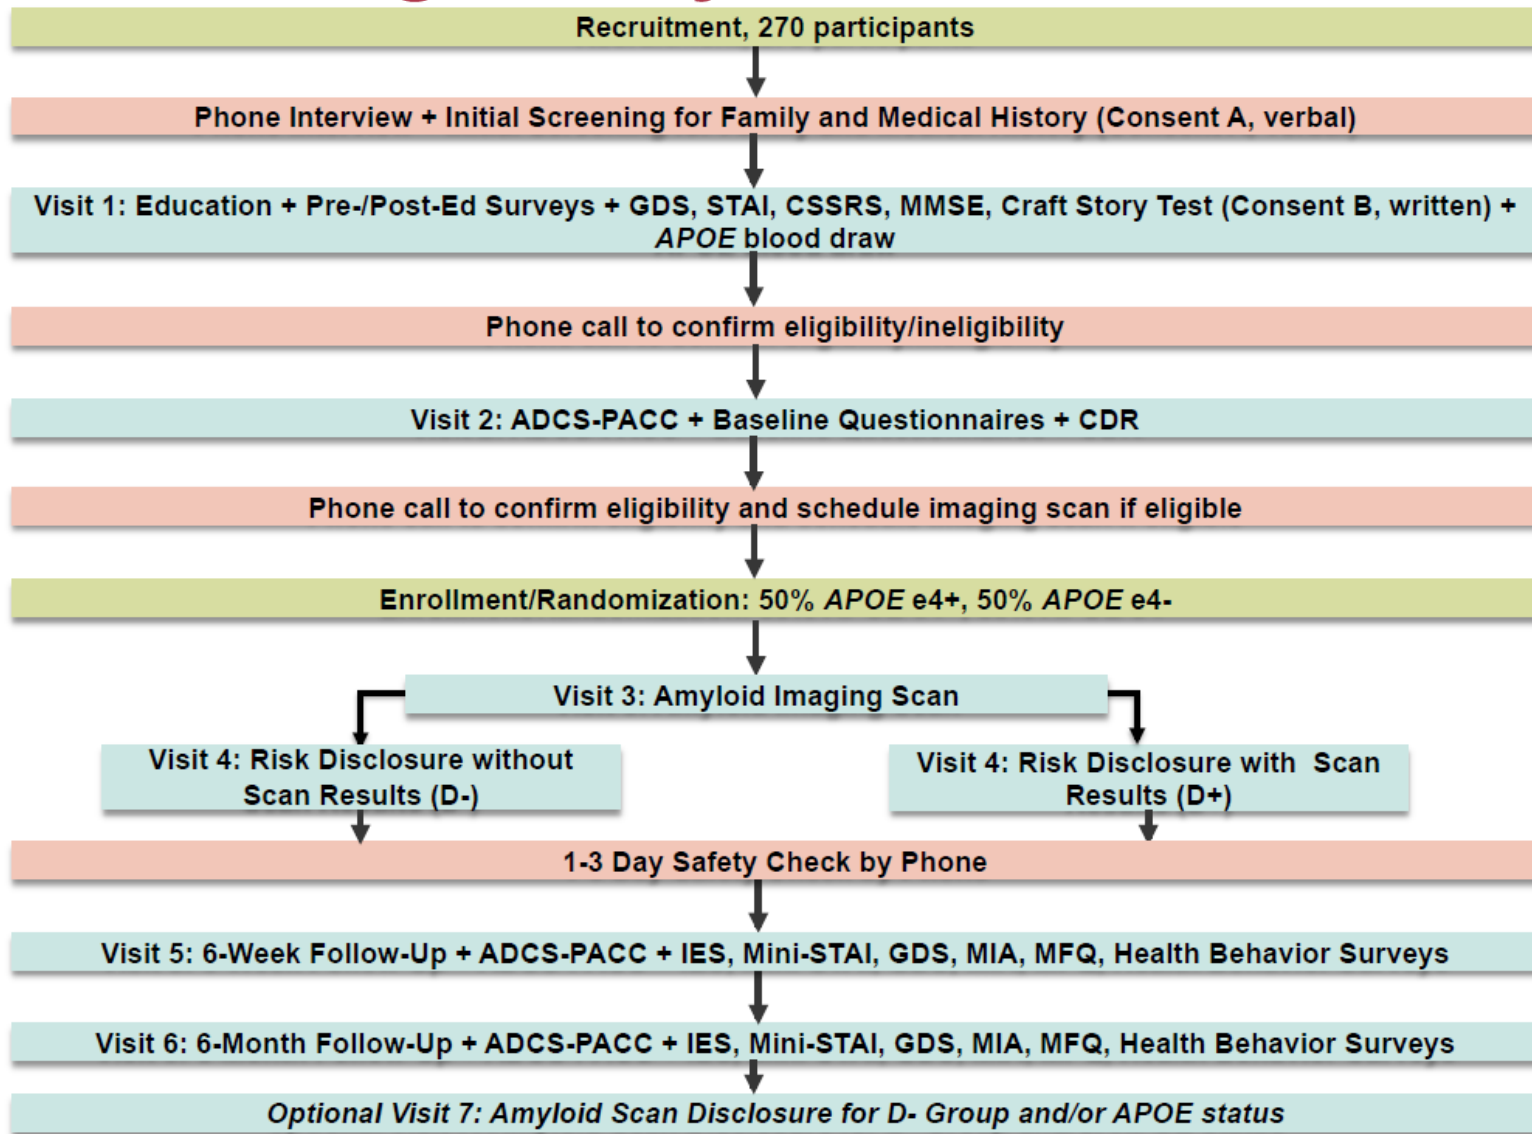 Recruitment, 270 participants
Phone Interview + Initial Screening for Family and Medical History (Consent A, verbal)
Visit 1: Education + Pre-/Post-Ed Surveys + GDS, STAI, CSSRS, MMSE, Craft Story Test (Consent B, written) +
APOE blood draw
Phone call to confirm eligibility/ineligibility
Visit 2: ADCS-PACC + Baseline Questionnaires + CDR
Phone call to confirm eligibility and schedule imaging scan if eligible
Enrollment/Randomization: 50% APOE e4+, 50% APOE e4-
Visit 3: Amyloid Imaging Scan
Visit 4: Risk Disclosure without
Scan Results (D-)
Visit 4: Risk Disclosure with Scan
Results (D+)
1-3 Day Safety Check by Phone
Visit 5: 6-Week Follow-Up + ADCS-PACC + IES, Mini-STAI, GDS, MIA, MFQ, Health Behavior Surveys
Visit 6: 6-Month Follow-Up + ADCS-PACC + IES, Mini-STAI, GDS, MIA, MFQ, Health Behavior Surveys
Optional Visit 7: Amyloid Scan Disclosure for D- Group and/or APOE status